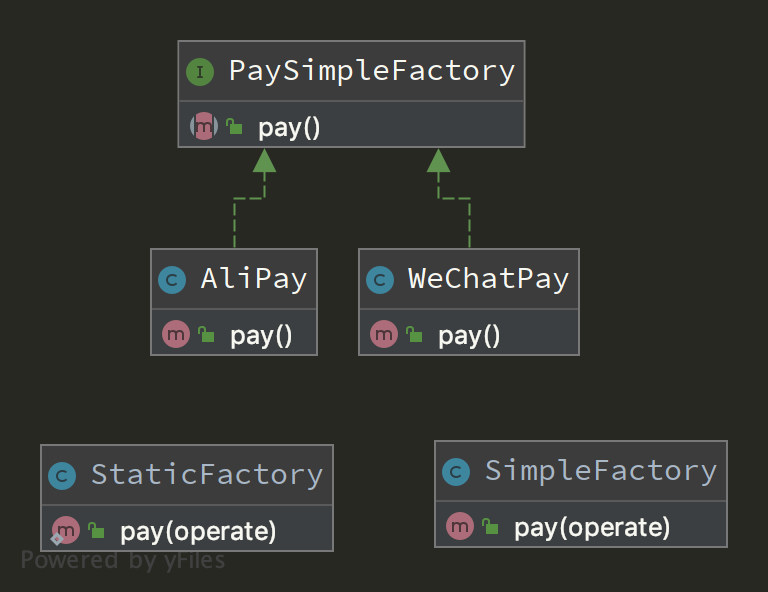 I PaySimpleFactory
m pay()
C AliPay
m pay()
C WeChatPay
m pay()
C StaticFactory
m pay(operate)
C SimpleFactory
m pay(operate)
Powered by yFiles